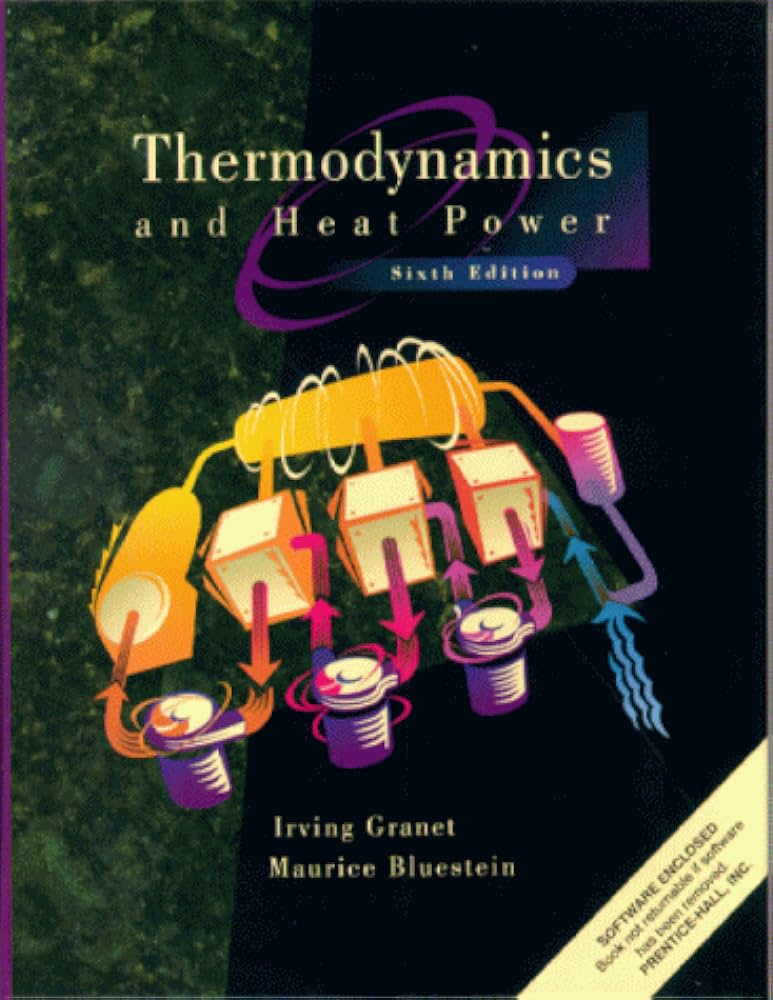 Thermodynamics
and Heat Power
Sixth Edition
Irving Granet
Maurice Bluestein
SOFTWARE ENCLOSED
Book not returnable if software
has been removed.
PRENTICE-HALL, INC.